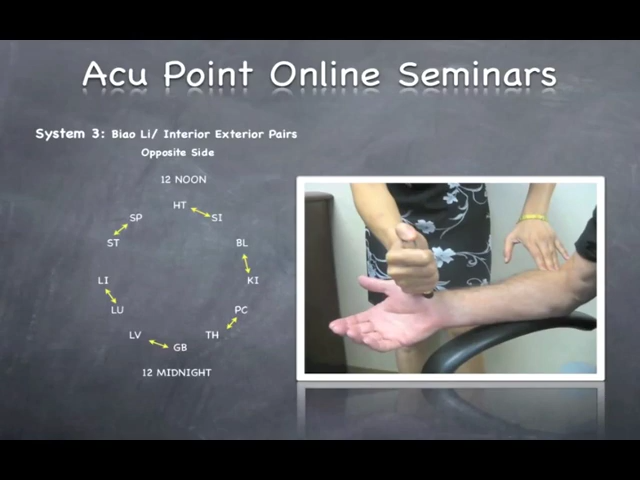 Acu Point Online Seminars
System 3: Biao Li/ Interior Exterior Pairs
Opposite Side
12 NOON
HT
SP
SI
ST
BL
LI
KI
LU
PC
LV
TH
GB
12 MIDNIGHT